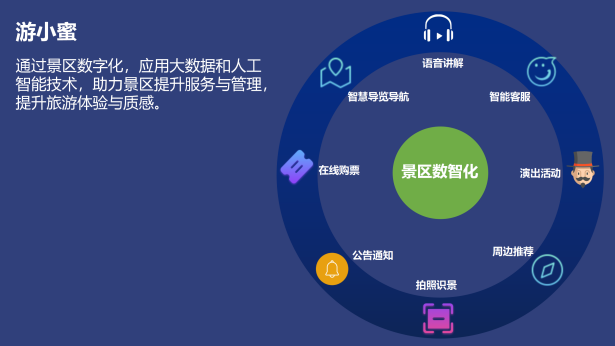 游小蜜
通过景区数字化，应用大数据和人工
智能技术，助力景区提升服务与管理，
提升旅游体验与质感。
语音讲解
智慧导览导航
智能客服
在线购票
景区数智化
演出活动
公告通知
周边推荐
拍照识景